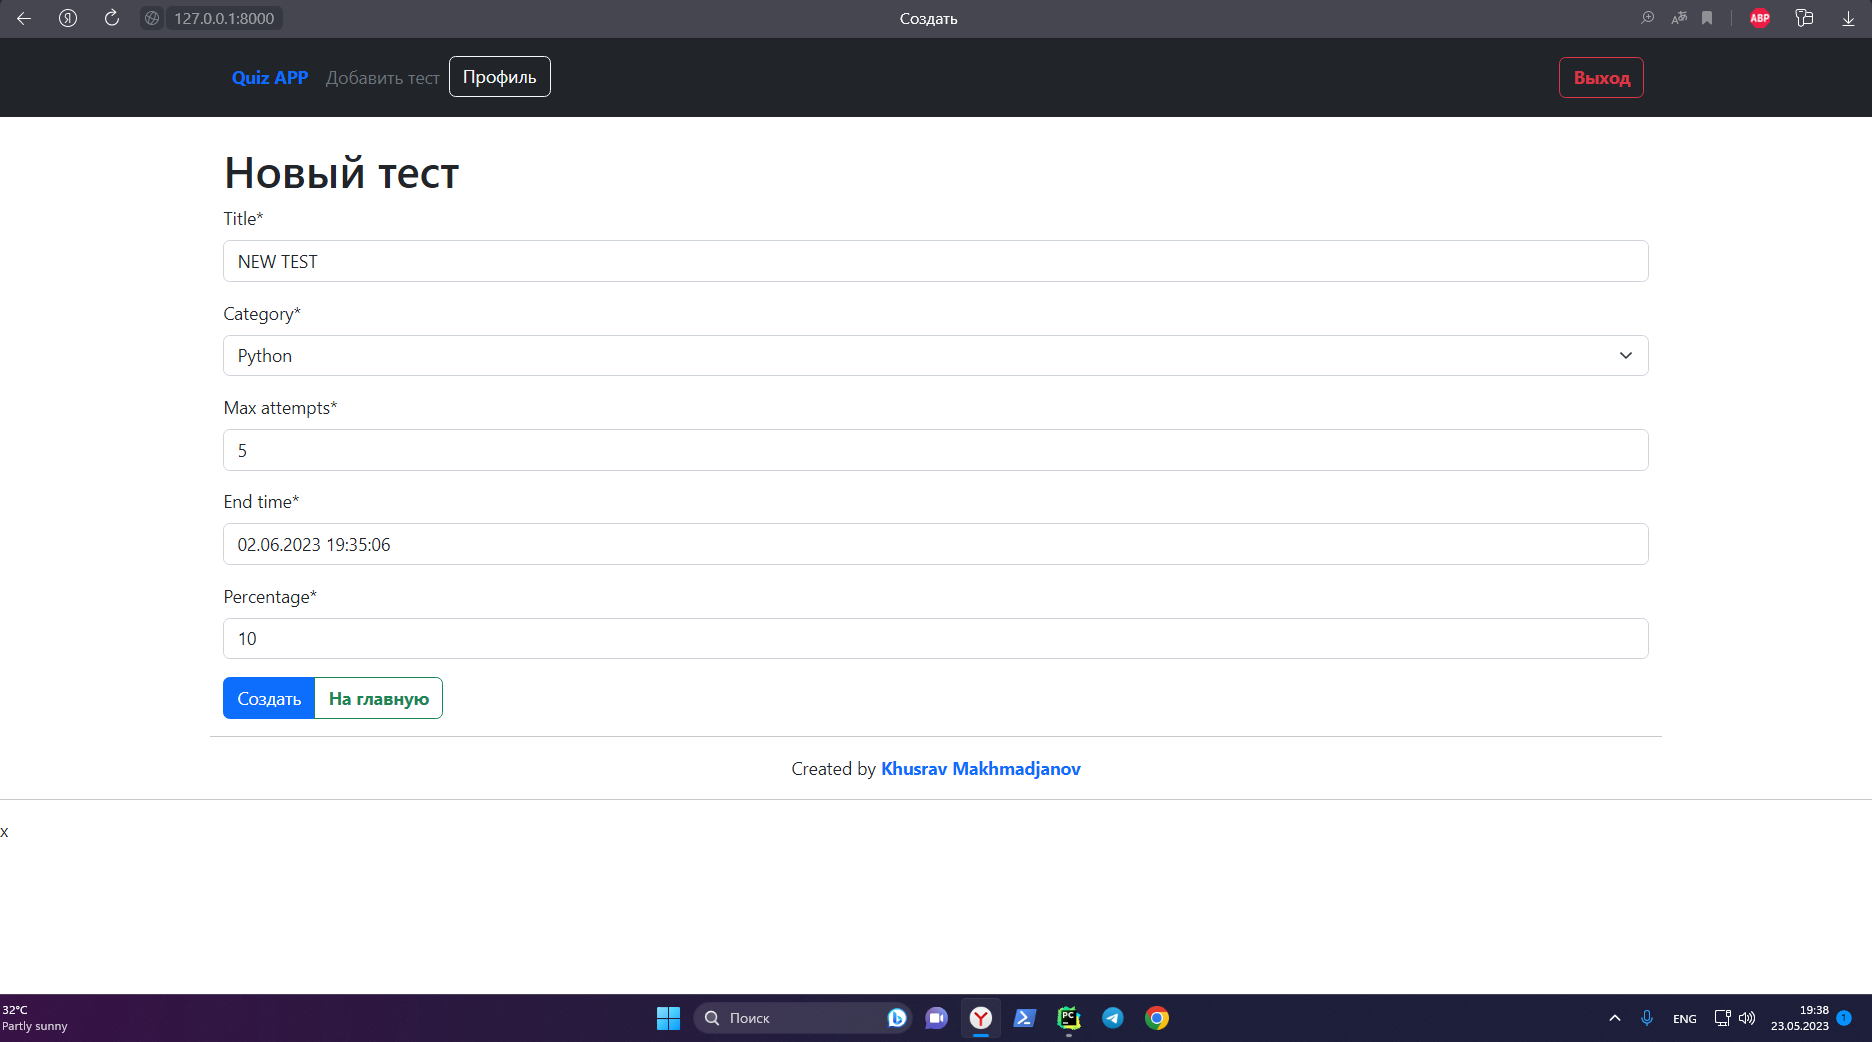 127.0.0.1:8000
Создать
ABP
Quiz APP Добавить тест Профиль
Выход
Новый тест
Title*
NEW TEST
Category*
Python
Max attempts*
5
End time*
02.06.2023 19:35:06
Percentage*
10
Создать На главную
Created by Khusrav Makhmadjanov
x
32°C
Partly sunny
Поиск
PC
ENG
19:38
23.05.2023
1